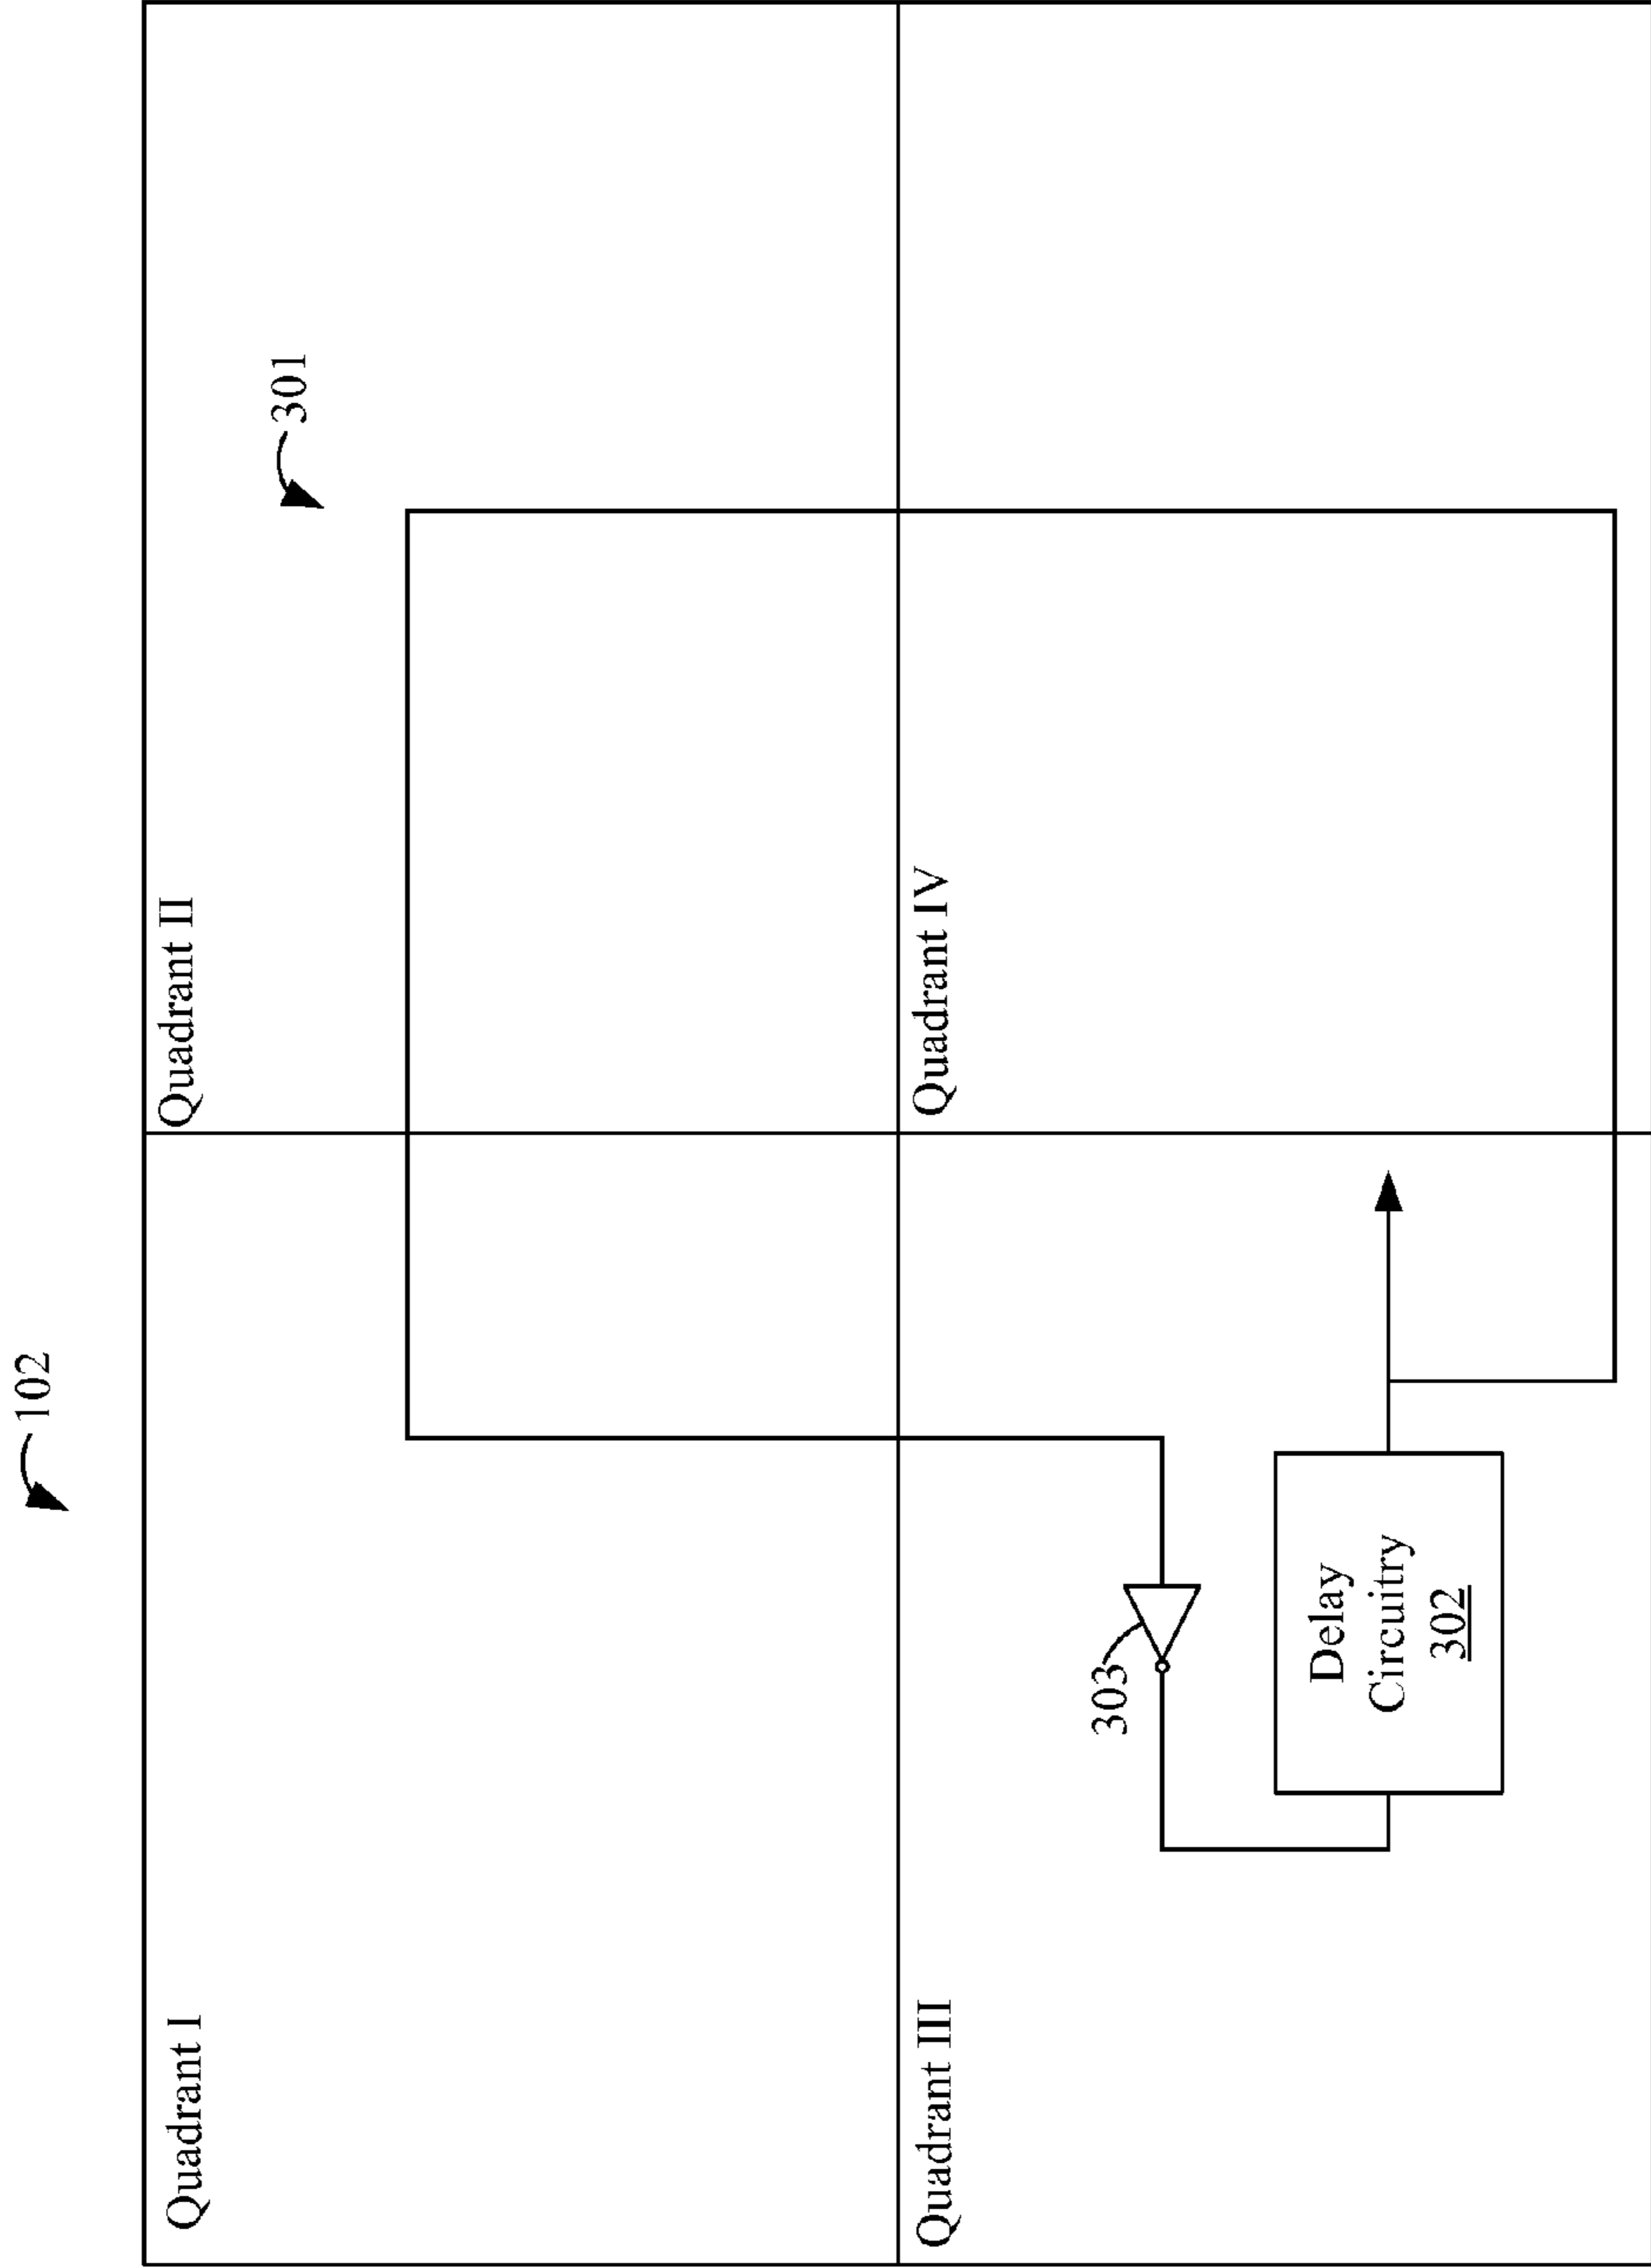 102
Quadrant I
Quadrant II
301
Quadrant III
Quadrant IV
303
Delay
Circuitry
302